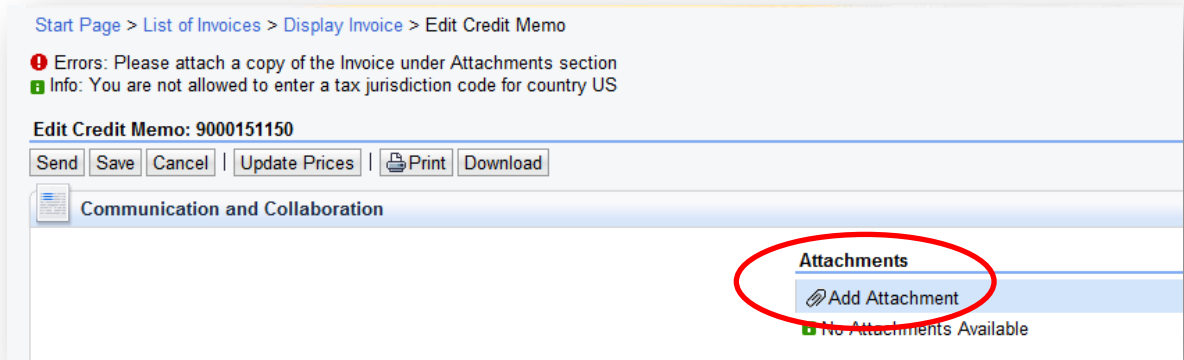 Start Page > List of Invoices > Display Invoice > Edit Credit Memo
Errors: Please attach a copy of the Invoice under Attachments section
Info: You are not allowed to enter a tax jurisdiction code for country US
Edit Credit Memo: 9000151150
Send Save Cancel | Update Prices | Print Download
Communication and Collaboration
Attachments
Add Attachment
No Attachments Available